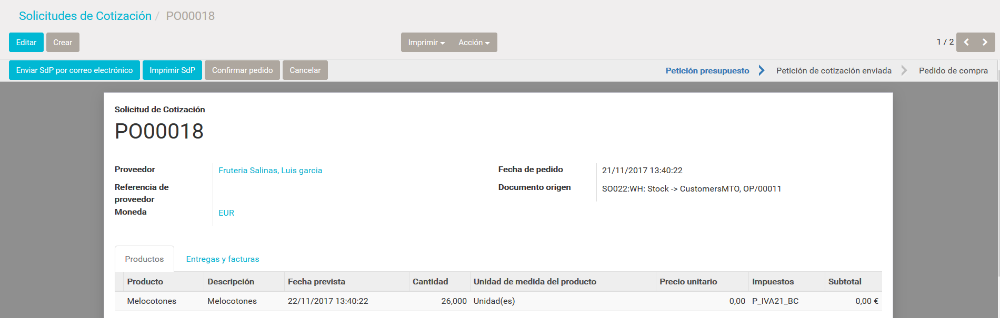 Solicitudes de Cotización / PO00018
Editar Crear Imprimir Acción 1 / 2
Enviar SdP por correo electrónico Imprimir SdP Confirmar pedido Cancelar Petición presupuesto Petición de cotización enviada Pedido de compra
Solicitud de Cotización
PO00018
Proveedor Fruteria Salinas, Luis garcia Fecha de pedido 21/11/2017 13:40:22
Referencia de Documento origen SO022:WH: Stock -> CustomersMTO, OP/00011
proveedor
Moneda EUR
Productos Entregas y facturas
Producto Descripción Fecha prevista Cantidad Unidad de medida del producto Precio unitario Impuestos Subtotal
Melocotones Melocotones 22/11/2017 13:40:22 26,000 Unidad(es) 0,00 P_IVA21_BC 0,00 €